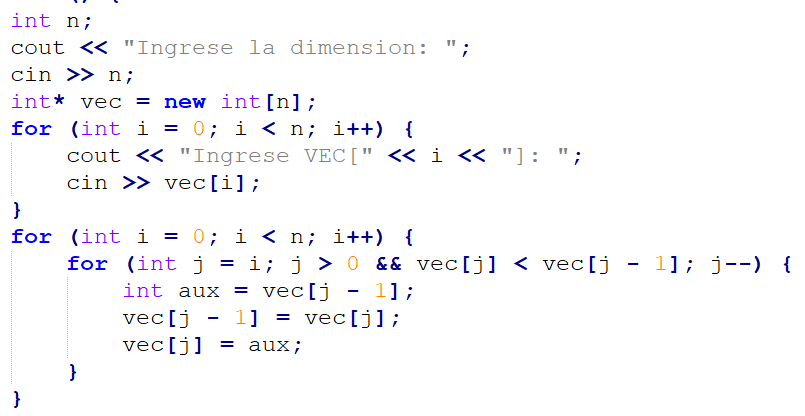 int n;
cout << "Ingrese la dimension: ";
cin >> n;
int* vec = new int[n];
for (int i = 0; i < n; i++) {
    cout << "Ingrese VEC[" << i << "]: ";
    cin >> vec[i];
}
for (int i = 0; i < n; i++) {
    for (int j = i; j > 0 && vec[j] < vec[j - 1]; j--) {
        int aux = vec[j - 1];
        vec[j - 1] = vec[j];
        vec[j] = aux;
    }
}